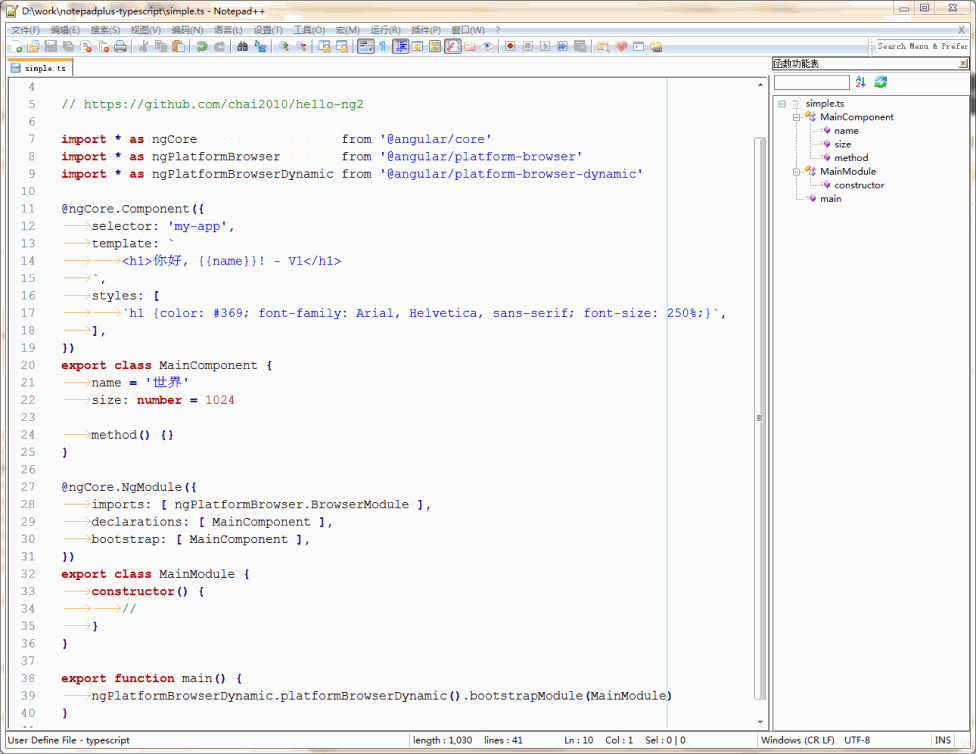 D:\work\notepadplus-typescript\simple.ts - Notepad++
文件(F) 编辑(E) 搜索(S) 视图(V) 编码(N) 语言(L) 设置(T) 工具(O) 宏(M) 运行(R) 插件(P) 窗口(W) ? X
Search Menu & Prefer
simple.ts
4
5 // https://github.com/chai2010/hello-ng2
6
7 import * as ngCore from '@angular/core'
8 import * as ngPlatformBrowser from '@angular/platform-browser'
9 import * as ngPlatformBrowserDynamic from '@angular/platform-browser-dynamic'
10
11 @ngCore.Component({
12 selector: 'my-app',
13 template: `
14 <h1>你好, {{name}}! - V1</h1>
15 `,
16 styles: [
17 `h1 {color: #369; font-family: Arial, Helvetica, sans-serif; font-size: 250%;}`,
18 ],
19 })
20 export class MainComponent {
21 name = '世界'
22 size: number = 1024
23
24 method() {}
25 }
26
27 @ngCore.NgModule({
28 imports: [ ngPlatformBrowser.BrowserModule ],
29 declarations: [ MainComponent ],
30 bootstrap: [ MainComponent ],
31 })
32 export class MainModule {
33 constructor() {
34 //
35 }
36 }
37
38 export function main() {
39 ngPlatformBrowserDynamic.platformBrowserDynamic().bootstrapModule(MainModule)
40 }
函数功能表
simple.ts
MainComponent
name
size
method
MainModule
constructor
main
User Define File - typescript length : 1,030 lines : 41 Ln : 10 Col : 1 Sel : 0 | 0 Windows (CR LF) UTF-8 INS